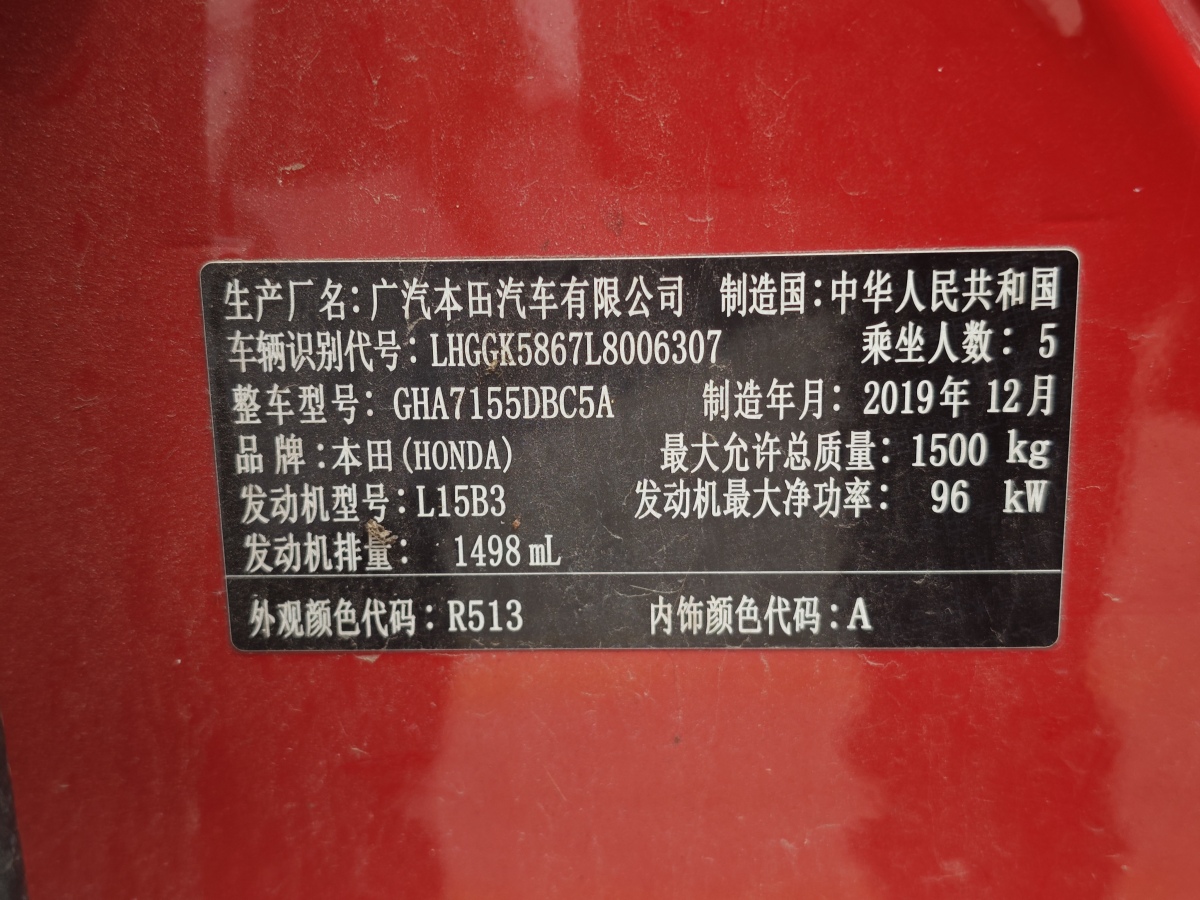 生产厂名：广汽本田汽车有限公司 制造国：中华人民共和国
车辆识别代号：LHGGK5867L8006307 乘坐人数：5
整车型号：GHA7155DBC5A 制造年月：2019年 12月
品 牌：本田(HONDA) 最大允许总质量：1500 kg
发动机型号：L15B3 发动机最大净功率：96 kW
发动机排量：1498 mL
外观颜色代码：R513 内饰颜色代码：A